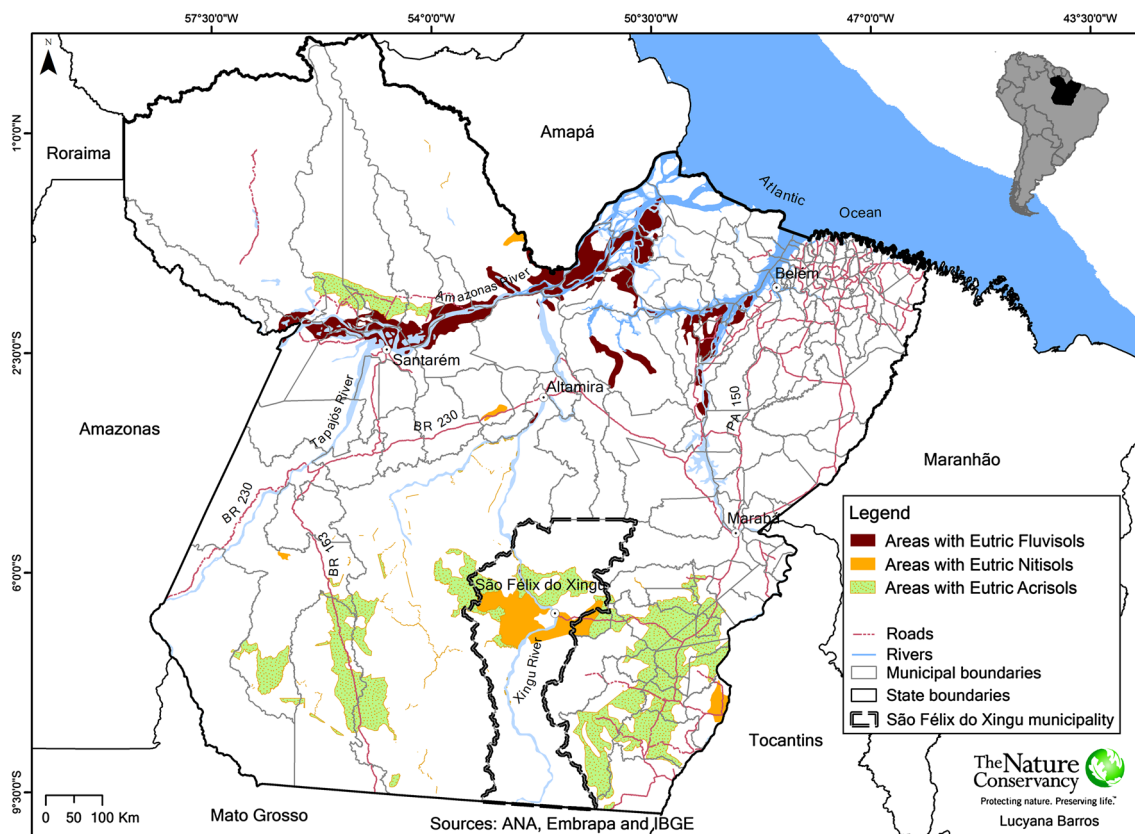 57°30'0"S
54°0'0"S
50°30'0"S
47°0'0"S
43°30'0"S
N
1°0'0"N
2°30'0"S
6°0'0"S
9°30'0"S
Roraima
Amapá
Atlantic
Ocean
Belém
Amazonas River
Santarém
Altamira
Tapajós River
BR 230
PA 150
Amazonas
Maranhão
BR 230
BR 163
Marabá
São Félix do Xingu
Xingu River
Tocantins
Mato Grosso
Legend
Areas with Eutric Fluvisols
Areas with Eutric Nitisols
Areas with Eutric Acrisols
Roads
Rivers
Municipal boundaries
State boundaries
São Félix do Xingu municipality
The Nature
Conservancy
Protecting nature. Preserving life.™
Lucyana Barros
0 50 100 Km
Sources: ANA, Embrapa and IBGE